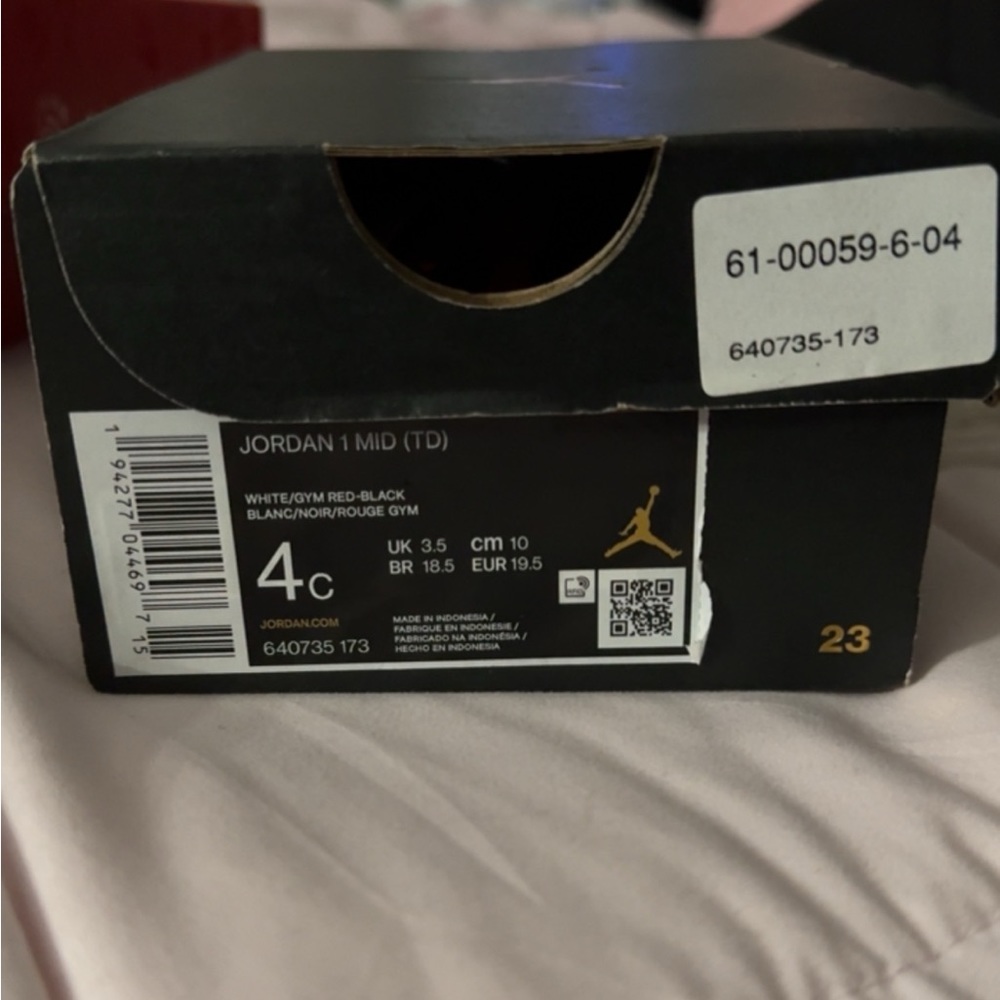 61-00059-6-04
640735-173
JORDAN 1 MID (TD)
WHITE/GYM RED-BLACK
BLANC/NOIR/ROUGE GYM
4C
UK 3.5 cm 10
BR 18.5 EUR 19.5
JORDAN.COM
640735 173
MADE IN INDONESIA /
FABRIQUE EN INDONESIE /
FABRICADO NA INDONÉSIA /
HECHO EN INDONESIA
1 94277 04469 7 15
23